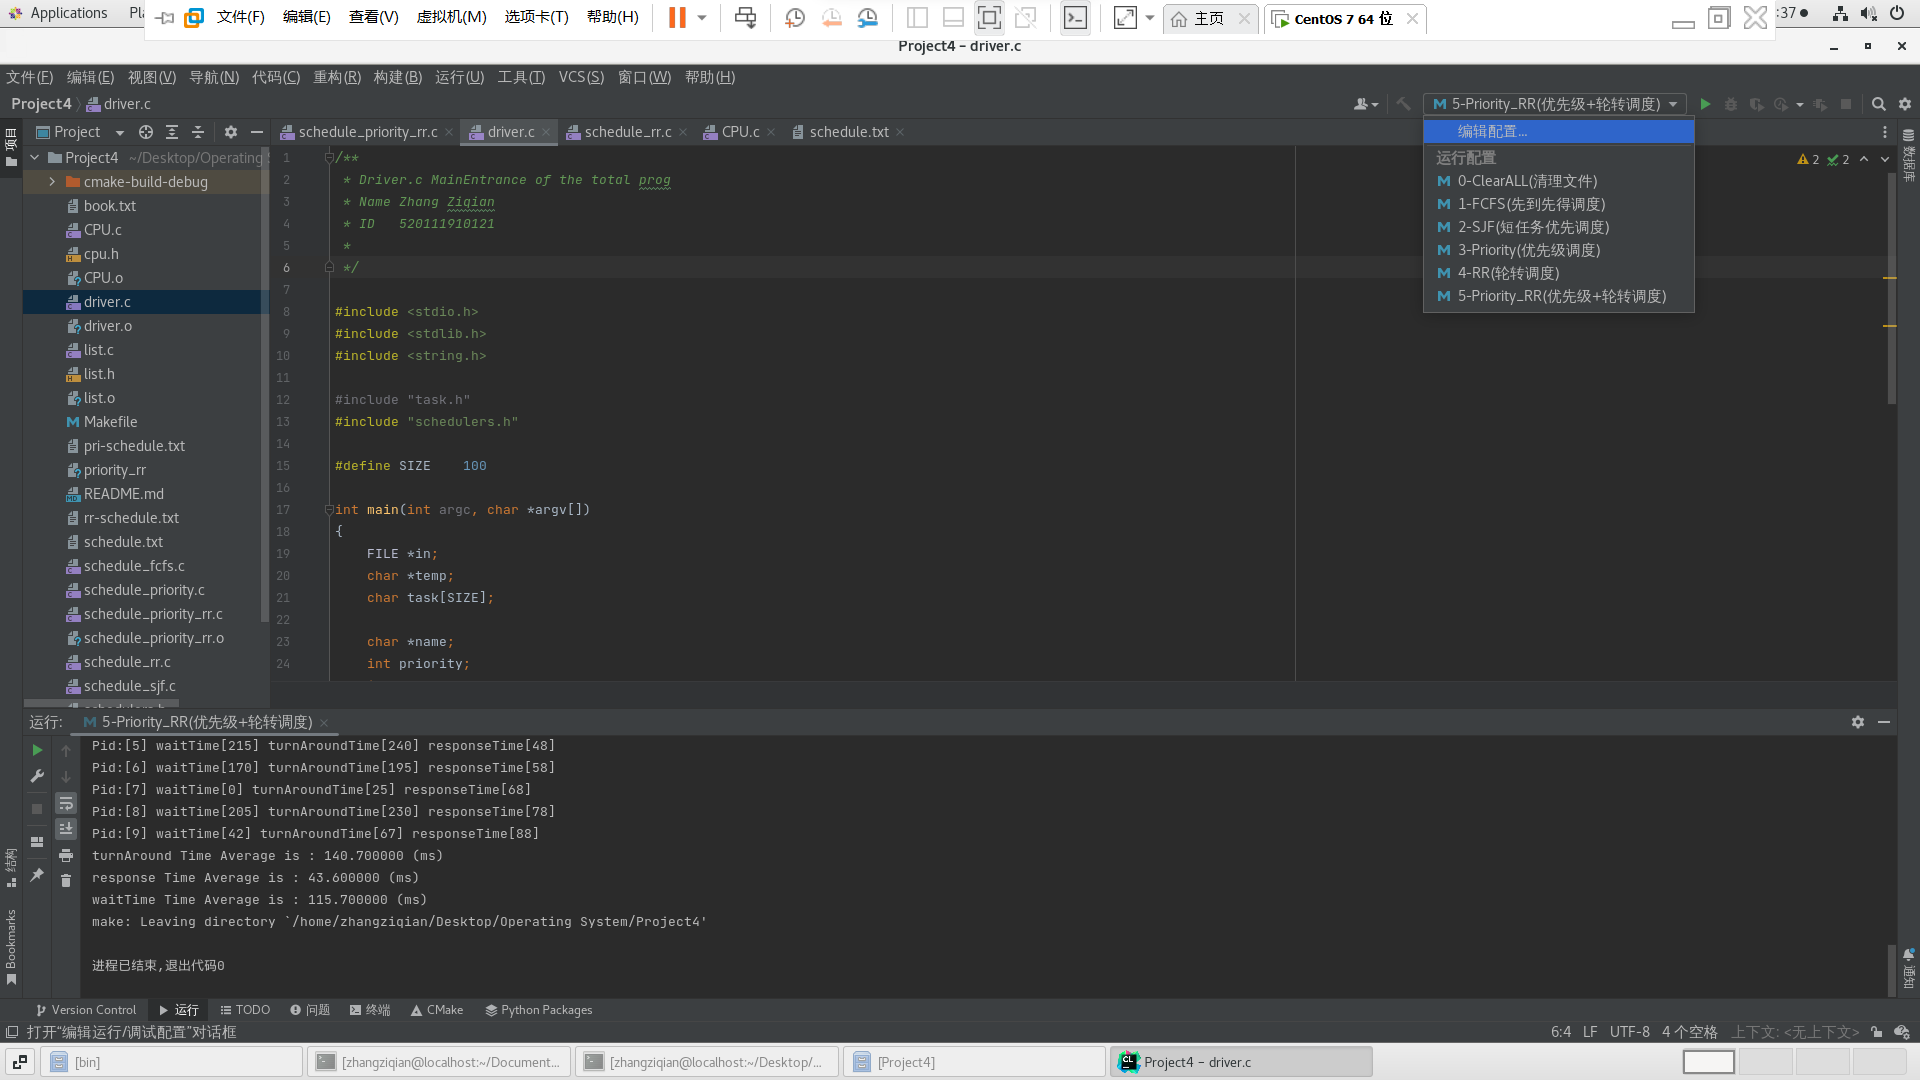 Applications
Pla
文件(F) 编辑(E) 查看(V) 虚拟机(M) 选项卡(T) 帮助(H)
主页
CentOS 7 64 位
:37
Project4 – driver.c
文件(F) 编辑(E) 视图(V) 导航(N) 代码(C) 重构(R) 构建(B) 运行(U) 工具(T) VCS(S) 窗口(W) 帮助(H)
Project4 driver.c
5-Priority_RR(优先级+轮转调度)
编辑配置...
运行配置
0-ClearALL(清理文件)
1-FCFS(先到先得调度)
2-SJF(短任务优先调度)
3-Priority(优先级调度)
4-RR(轮转调度)
5-Priority_RR(优先级+轮转调度)
项目
Project
schedule_priority_rr.c driver.c schedule_rr.c CPU.c schedule.txt
2 2
数据库
Project4 ~/Desktop/Operating S
cmake-build-debug
book.txt
CPU.c
cpu.h
CPU.o
driver.c
driver.o
list.c
list.h
list.o
Makefile
pri-schedule.txt
priority_rr
README.md
rr-schedule.txt
schedule.txt
schedule_fcfs.c
schedule_priority.c
schedule_priority_rr.c
schedule_priority_rr.o
schedule_rr.c
schedule_sjf.c
schedulers.h
1 /**
2 * Driver.c MainEntrance of the total prog
3 * Name Zhang Ziqian
4 * ID 520111910121
5 *
6 */
7
8 #include <stdio.h>
9 #include <stdlib.h>
10 #include <string.h>
11
12 #include "task.h"
13 #include "schedulers.h"
14
15 #define SIZE 100
16
17 int main(int argc, char *argv[])
18 {
19 FILE *in;
20 char *temp;
21 char task[SIZE];
22
23 char *name;
24 int priority;
运行: 5-Priority_RR(优先级+轮转调度)
Pid:[5] waitTime[215] turnAroundTime[240] responseTime[48]
Pid:[6] waitTime[170] turnAroundTime[195] responseTime[58]
Pid:[7] waitTime[0] turnAroundTime[25] responseTime[68]
Pid:[8] waitTime[205] turnAroundTime[230] responseTime[78]
Pid:[9] waitTime[42] turnAroundTime[67] responseTime[88]
turnAround Time Average is : 140.700000 (ms)
response Time Average is : 43.600000 (ms)
waitTime Time Average is : 115.700000 (ms)
make: Leaving directory `/home/zhangziqian/Desktop/Operating System/Project4'
进程已结束,退出代码0
结构
Bookmarks
通知
Version Control 运行 TODO 问题 终端 CMake Python Packages
打开"编辑运行/调试配置"对话框
6:4 LF UTF-8 4 个空格 上下文: <无上下文>
[bin]
[zhangziqian@localhost:~/Document...
[zhangziqian@localhost:~/Desktop/...
[Project4]
Project4 – driver.c